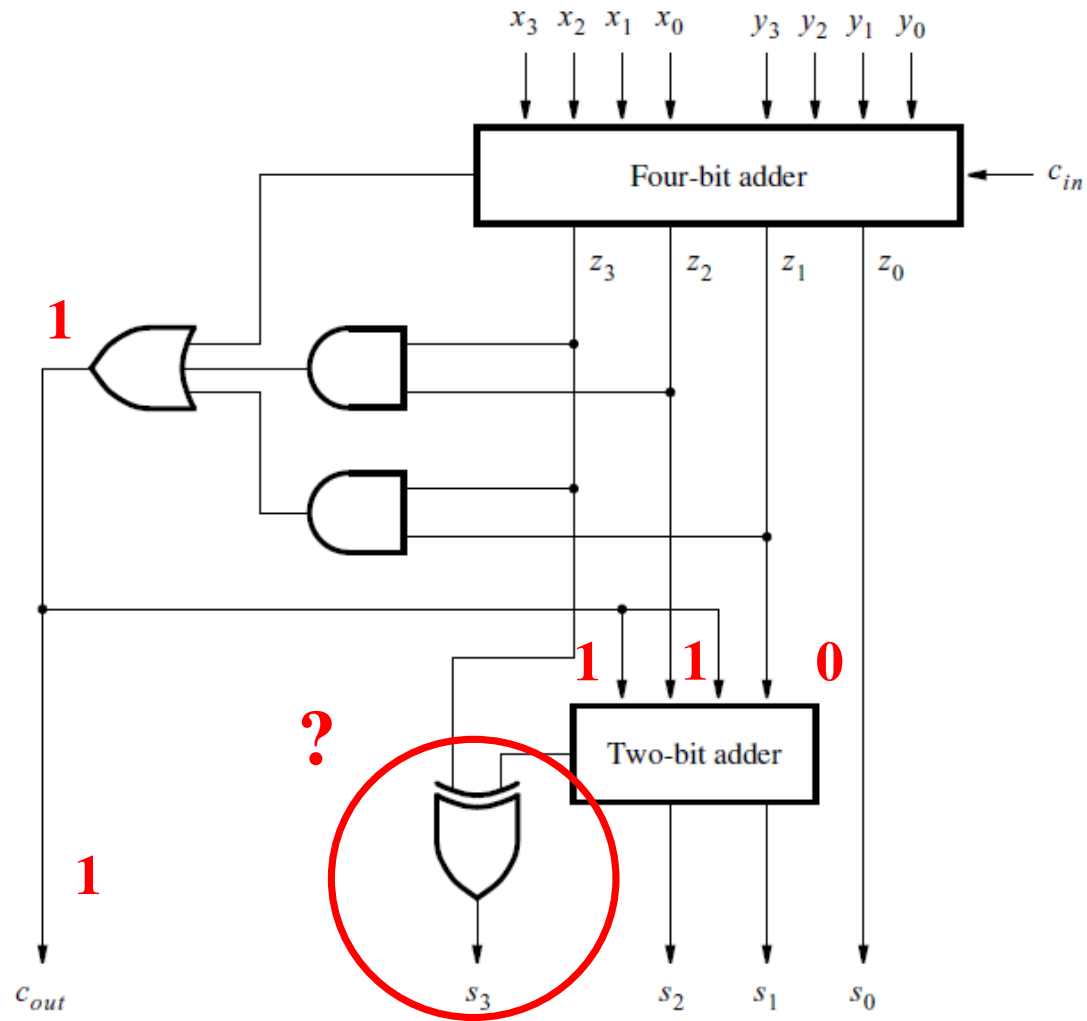 x3 x2 x1 x0 y3 y2 y1 y0
Four-bit adder
cin
z3 z2 z1 z0
1
1 1 0
?
Two-bit adder
1
cout s3 s2 s1 s0